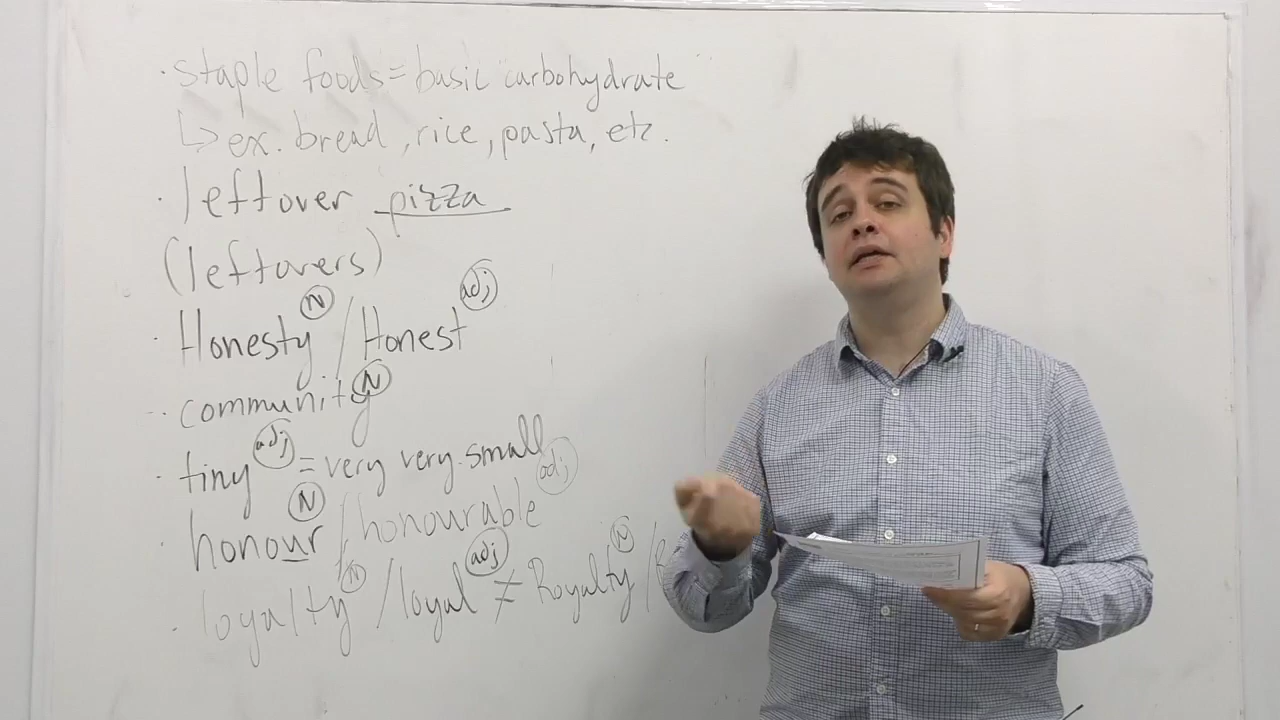 · staple foods = basic "carbohydrate"
↳ ex. bread, rice, pasta, etc.
· leftover pizza
(leftovers)
· Honesty (N) / Honest (adj)
· community (N)
· tiny (adj) = very very small
· honour (N) / honourable (adj)
· loyalty (N) / loyal (adj) ≠ Royalty (N) /